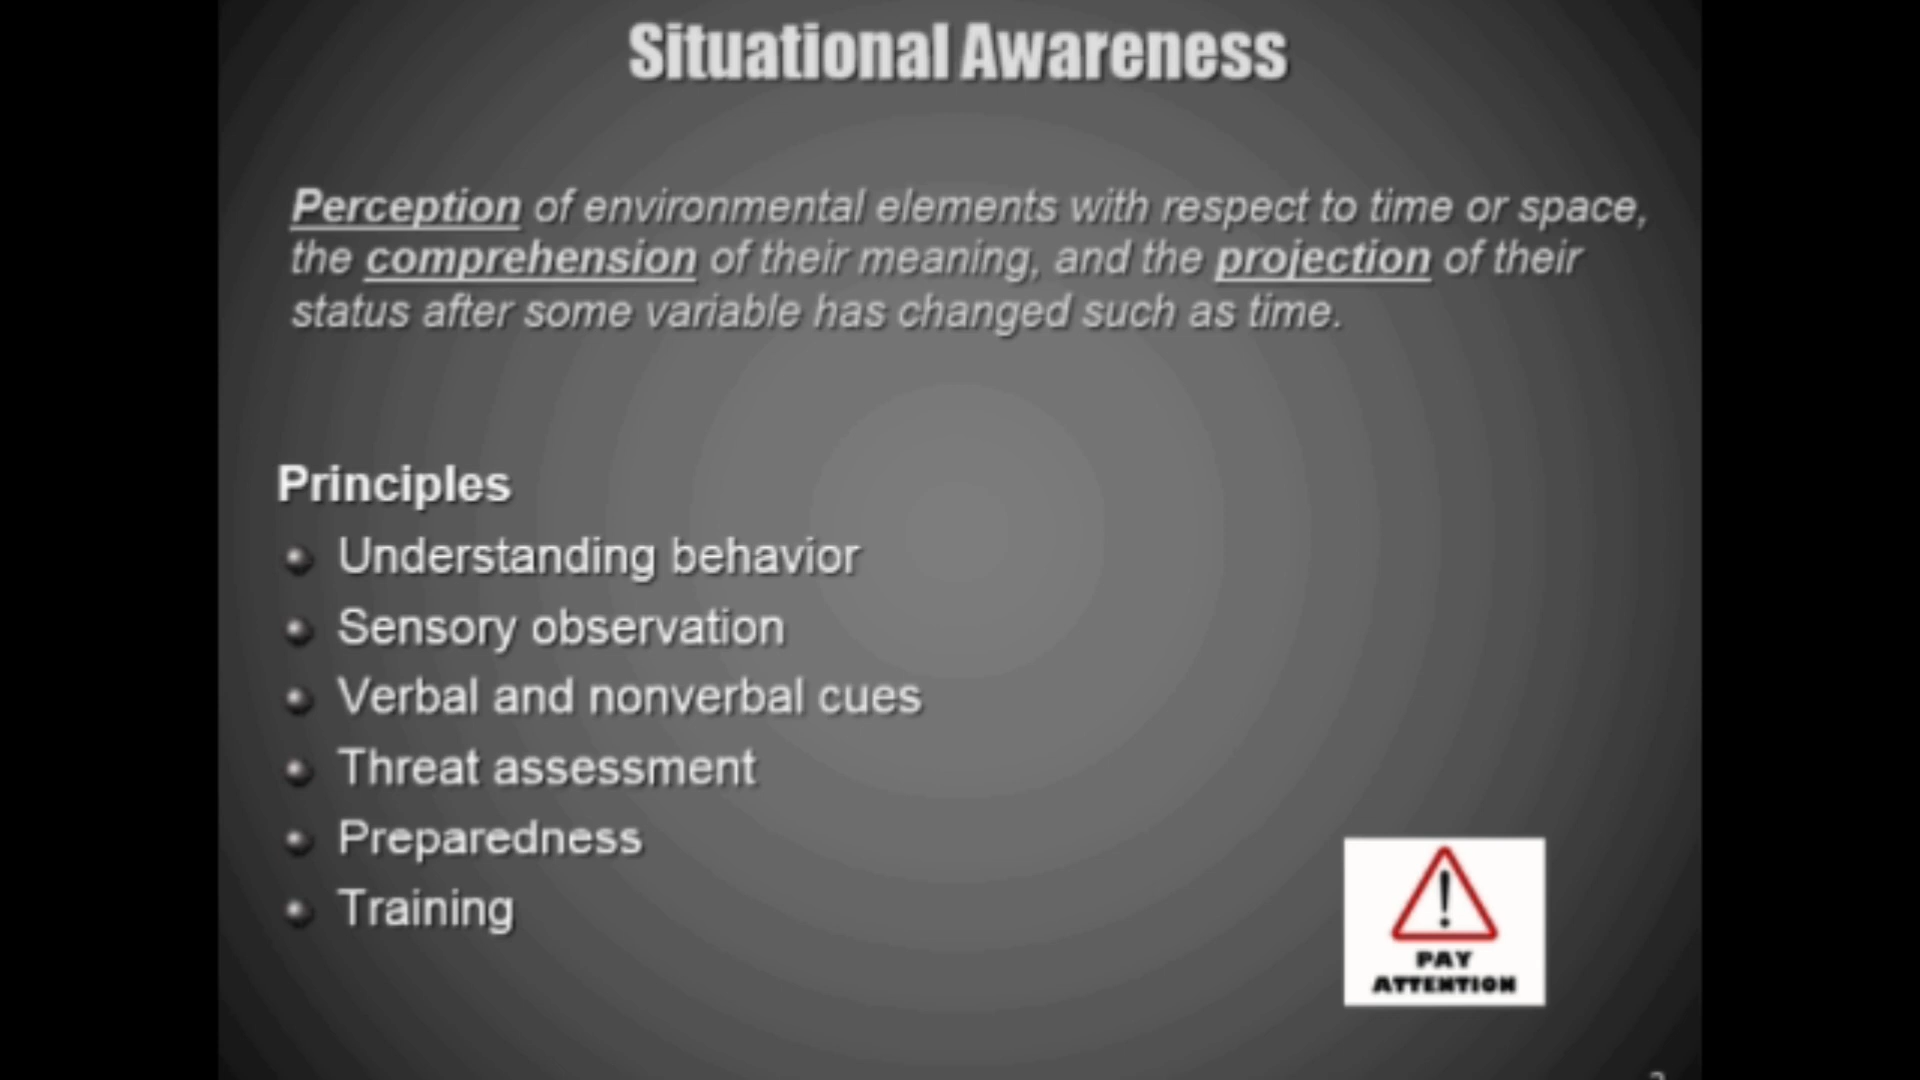 Situational Awareness
Perception of environmental elements with respect to time or space,
the comprehension of their meaning, and the projection of their
status after some variable has changed such as time.
Principles
Understanding behavior
Sensory observation
Verbal and nonverbal cues
Threat assessment
Preparedness
Training
!
PAY
ATTENTION